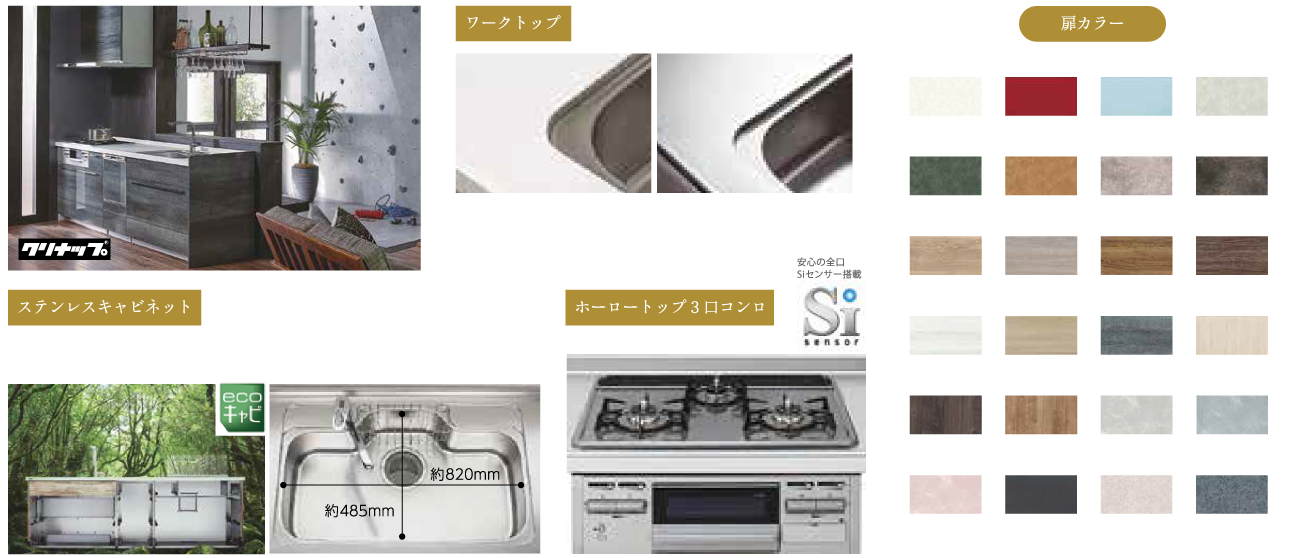 クリナップ
ワークトップ
扉カラー
ステンレスキャビネット
ホーロートップ3口コンロ
安心の全口
Siセンサー搭載
Si
sensor
eco
キャビ
約820mm
約485mm